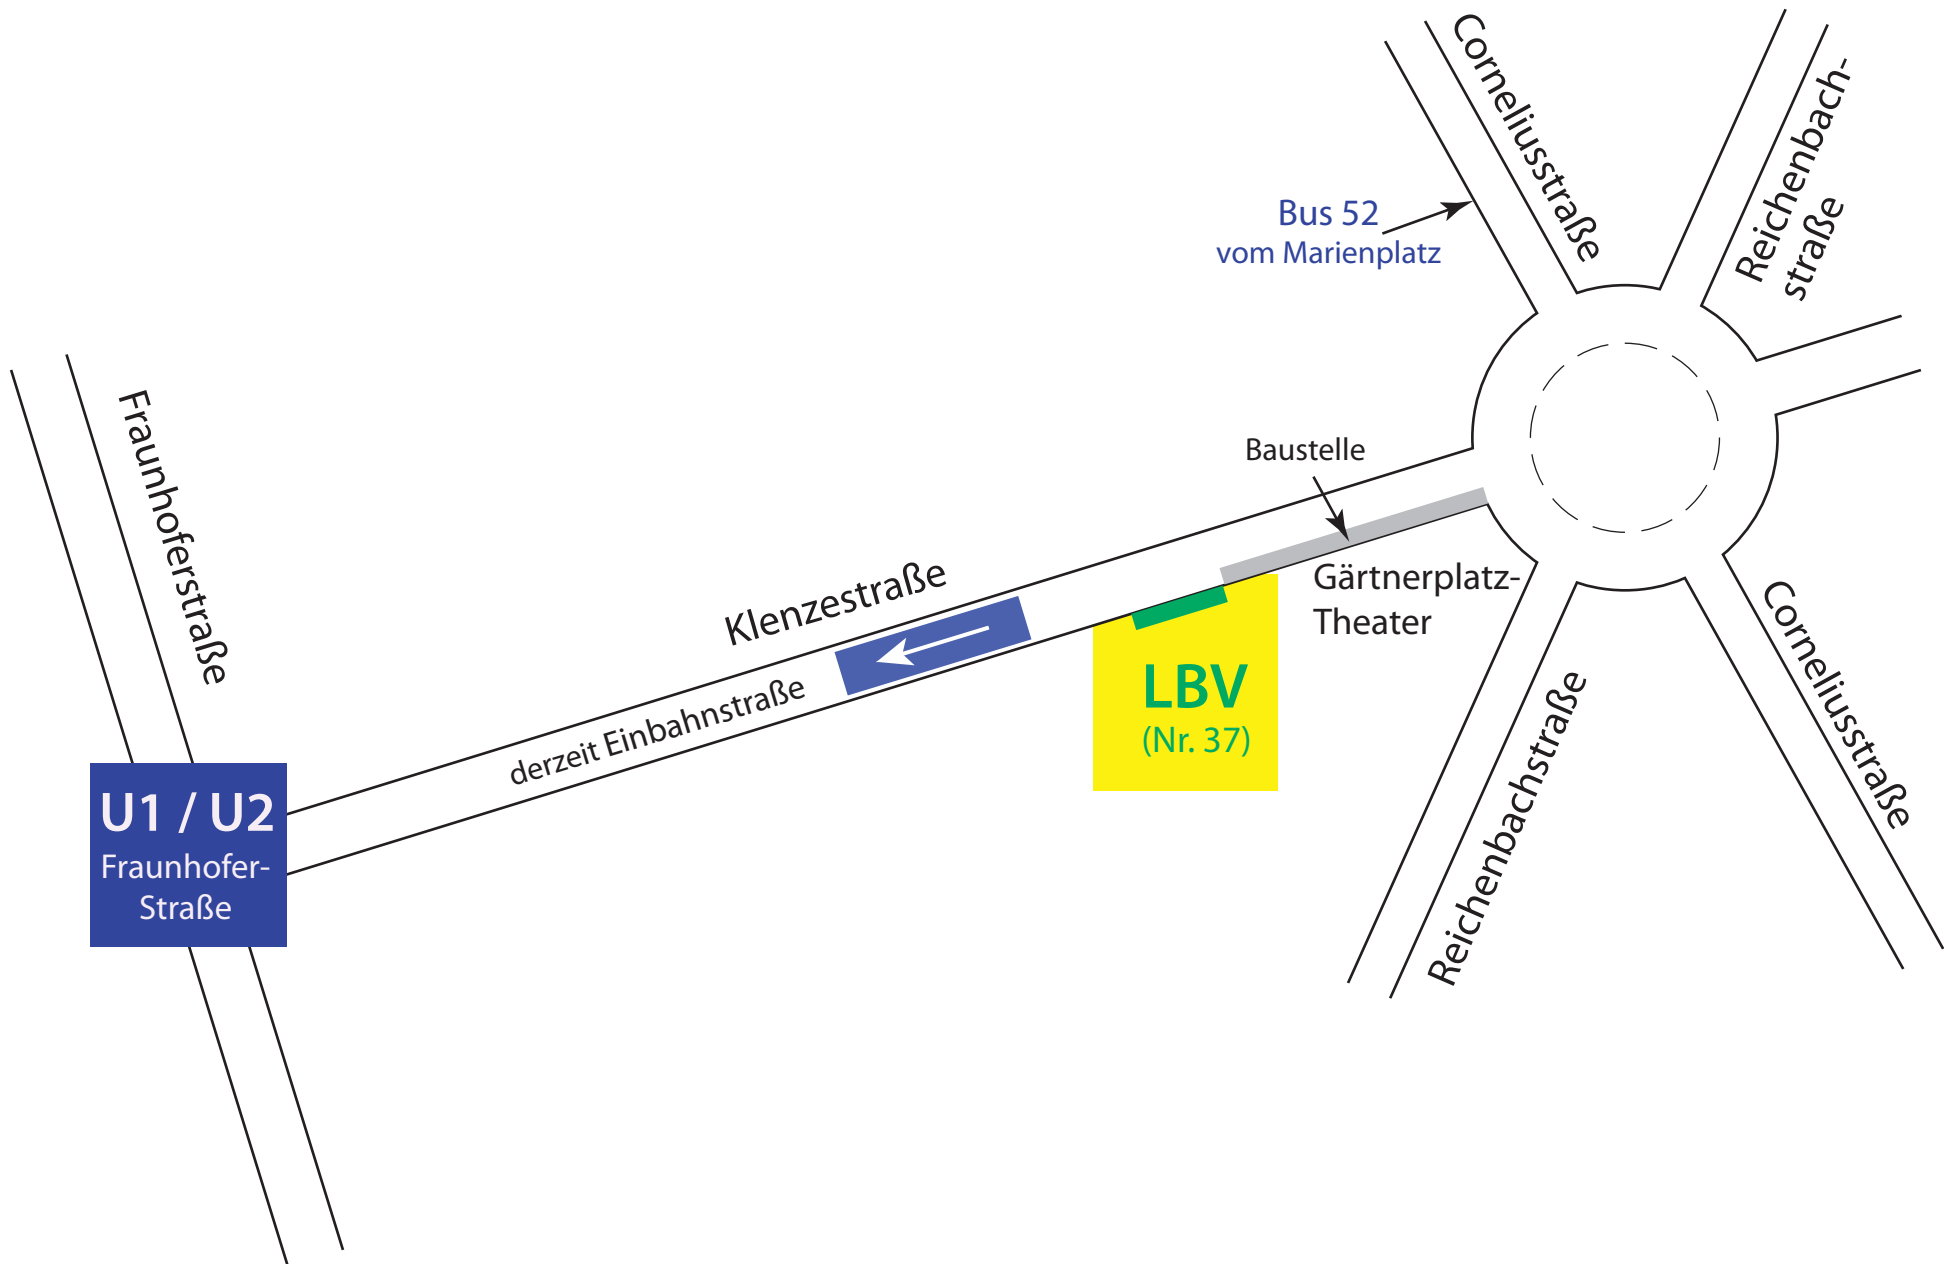 Corneliusstraße
Reichenbach-
straße
Bus 52
vom Marienplatz
Fraunhoferstraße
Baustelle
Klenzestraße
Gärtnerplatz-
Theater
derzeit Einbahnstraße
LBV
(Nr. 37)
Corneliusstraße
Reichenbachstraße
U1 / U2
Fraunhofer-
Straße